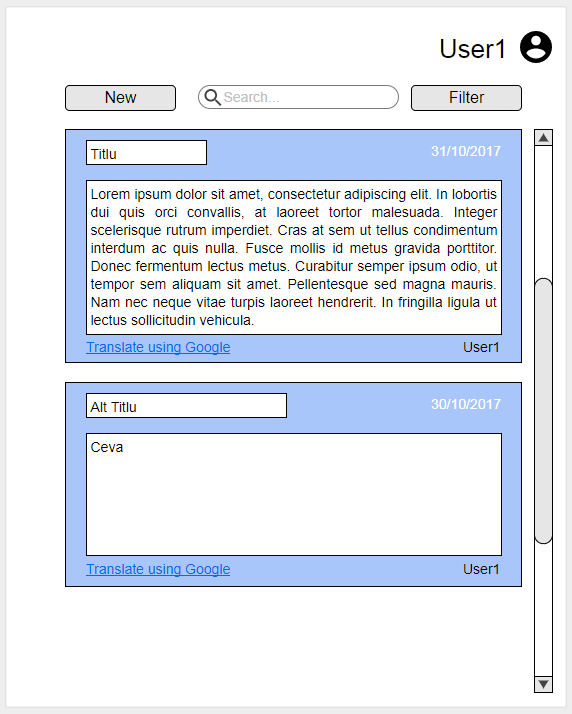 User1
New
Search...
Filter
Titlu
31/10/2017
Lorem ipsum dolor sit amet, consectetur adipiscing elit. In lobortis
dui quis orci convallis, at laoreet tortor malesuada. Integer
scelerisque rutrum imperdiet. Cras at sem ut tellus condimentum
interdum ac quis nulla. Fusce mollis id metus gravida porttitor.
Donec fermentum lectus metus. Curabitur semper ipsum odio, ut
tempor sem aliquam sit amet. Pellentesque sed magna mauris.
Nam nec neque vitae turpis laoreet hendrerit. In fringilla ligula ut
lectus sollicitudin vehicula.
Translate using Google
User1
Alt Titlu
30/10/2017
Ceva
Translate using Google
User1